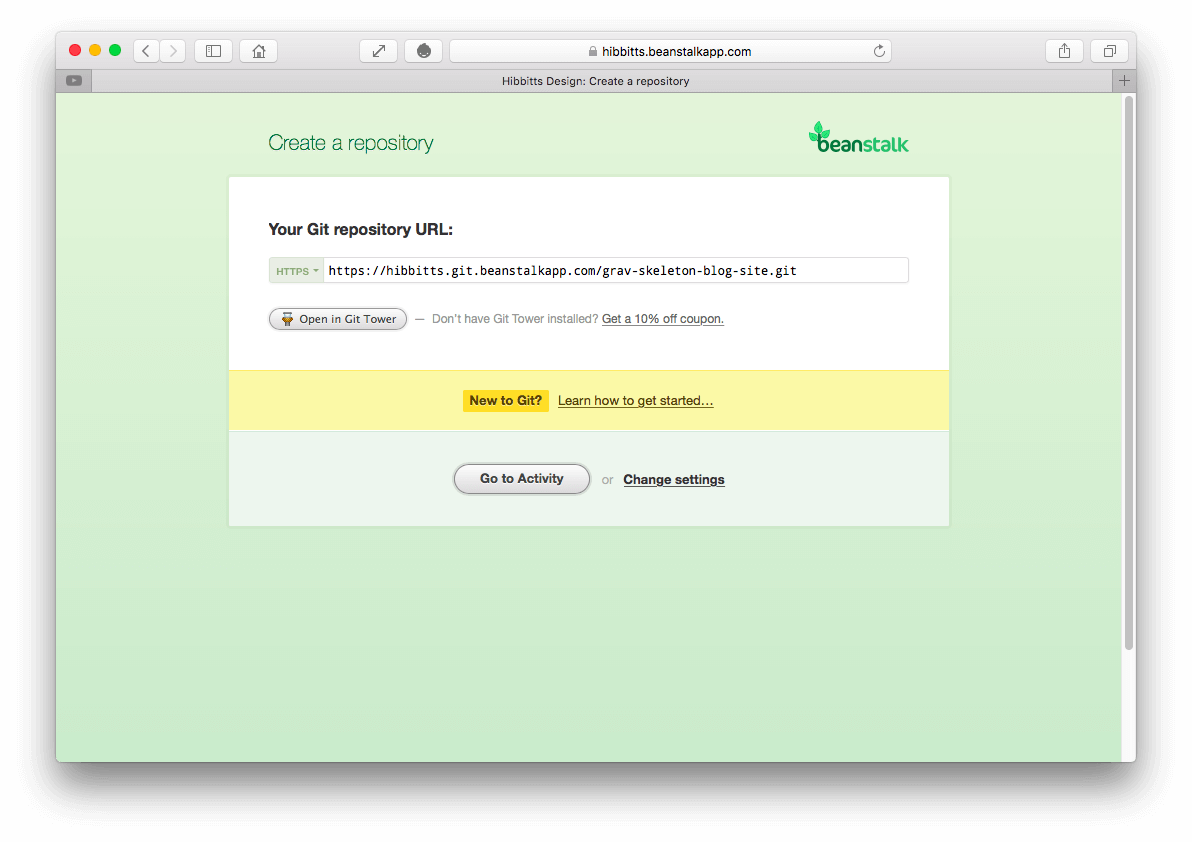 hibbitts.beanstalkapp.com
Hibbitts Design: Create a repository
Create a repository
beanstalk
Your Git repository URL:
HTTPS https://hibbitts.git.beanstalkapp.com/grav-skeleton-blog-site.git
Open in Git Tower — Don't have Git Tower installed? Get a 10% off coupon.
New to Git? Learn how to get started...
Go to Activity or Change settings